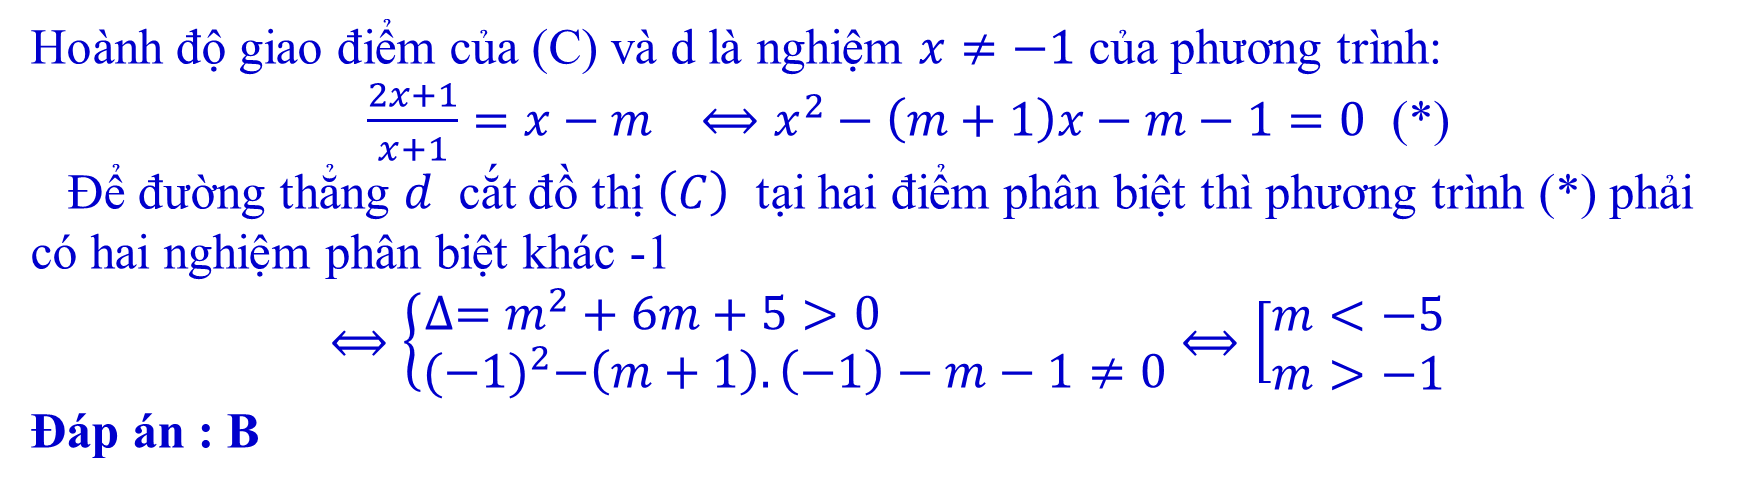 Hoành độ giao điểm của (C) và d là nghiệm x ≠ −1 của phương trình:
(2x+1)/(x+1) = x − m ⟺ x² − (m + 1)x − m − 1 = 0 (*)
Để đường thẳng d cắt đồ thị (C) tại hai điểm phân biệt thì phương trình (*) phải
có hai nghiệm phân biệt khác -1
⟺ { Δ= m² + 6m + 5 > 0
(−1)²−(m + 1).(−1) − m − 1 ≠ 0 ⟺ [ m < −5
m > −1
Đáp án : B